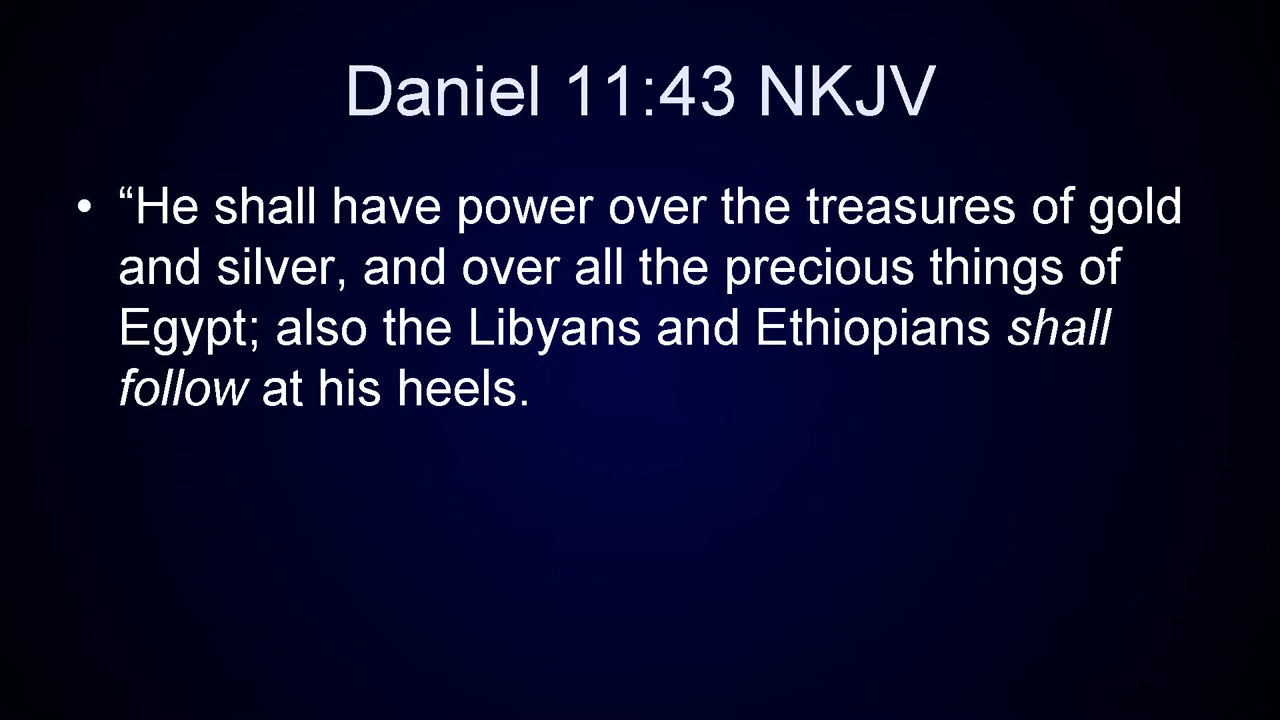 Daniel 11:43 NKJV
• “He shall have power over the treasures of gold
and silver, and over all the precious things of
Egypt; also the Libyans and Ethiopians shall
follow at his heels.